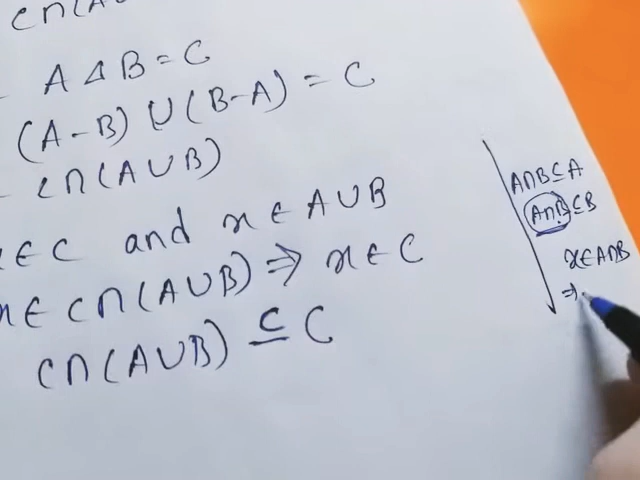 C∩(A
A Δ B = C
(A-B) ∪ (B-A) = C
C∩(A∪B)
x ∈ C and x ∈ A∪B
x ∈ C∩(A∪B) ⇒ x ∈ C
C∩(A∪B) ⊆ C
A∩B⊆A
A∩B⊆B
x∈A∩B
⇒